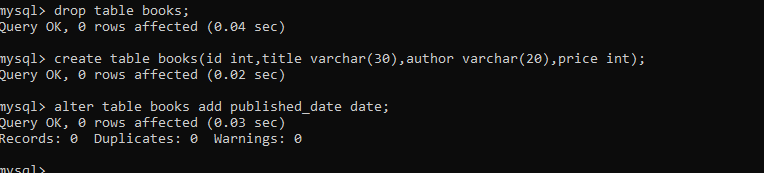 mysql> drop table books;
Query OK, 0 rows affected (0.04 sec)
mysql> create table books(id int,title varchar(30),author varchar(20),price int);
Query OK, 0 rows affected (0.02 sec)
mysql> alter table books add published_date date;
Query OK, 0 rows affected (0.03 sec)
Records: 0  Duplicates: 0  Warnings: 0
mysql>